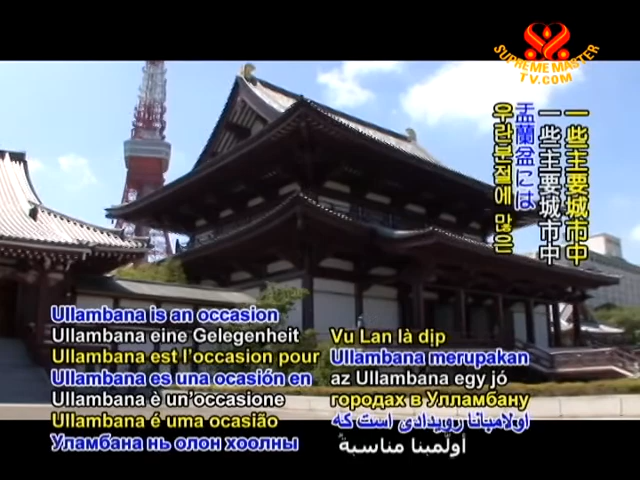 SUPREME MASTER
TV.COM
一些主要城市中
一些主要城市中
盂蘭盆には
우란분절에 많은
Ullambana is an occasion
Ullambana eine Gelegenheit
Ullambana est l'occasion pour
Ullambana es una ocasión en
Ullambana è un'occasione
Ullambana é uma ocasião
Уламбана нь олон хоолны
Vu Lan là dịp
Ullambana merupakan
az Ullambana egy jó
городах в Улламбану
اولامبانا رویدادی است که
أولّمبنا مناسبةً